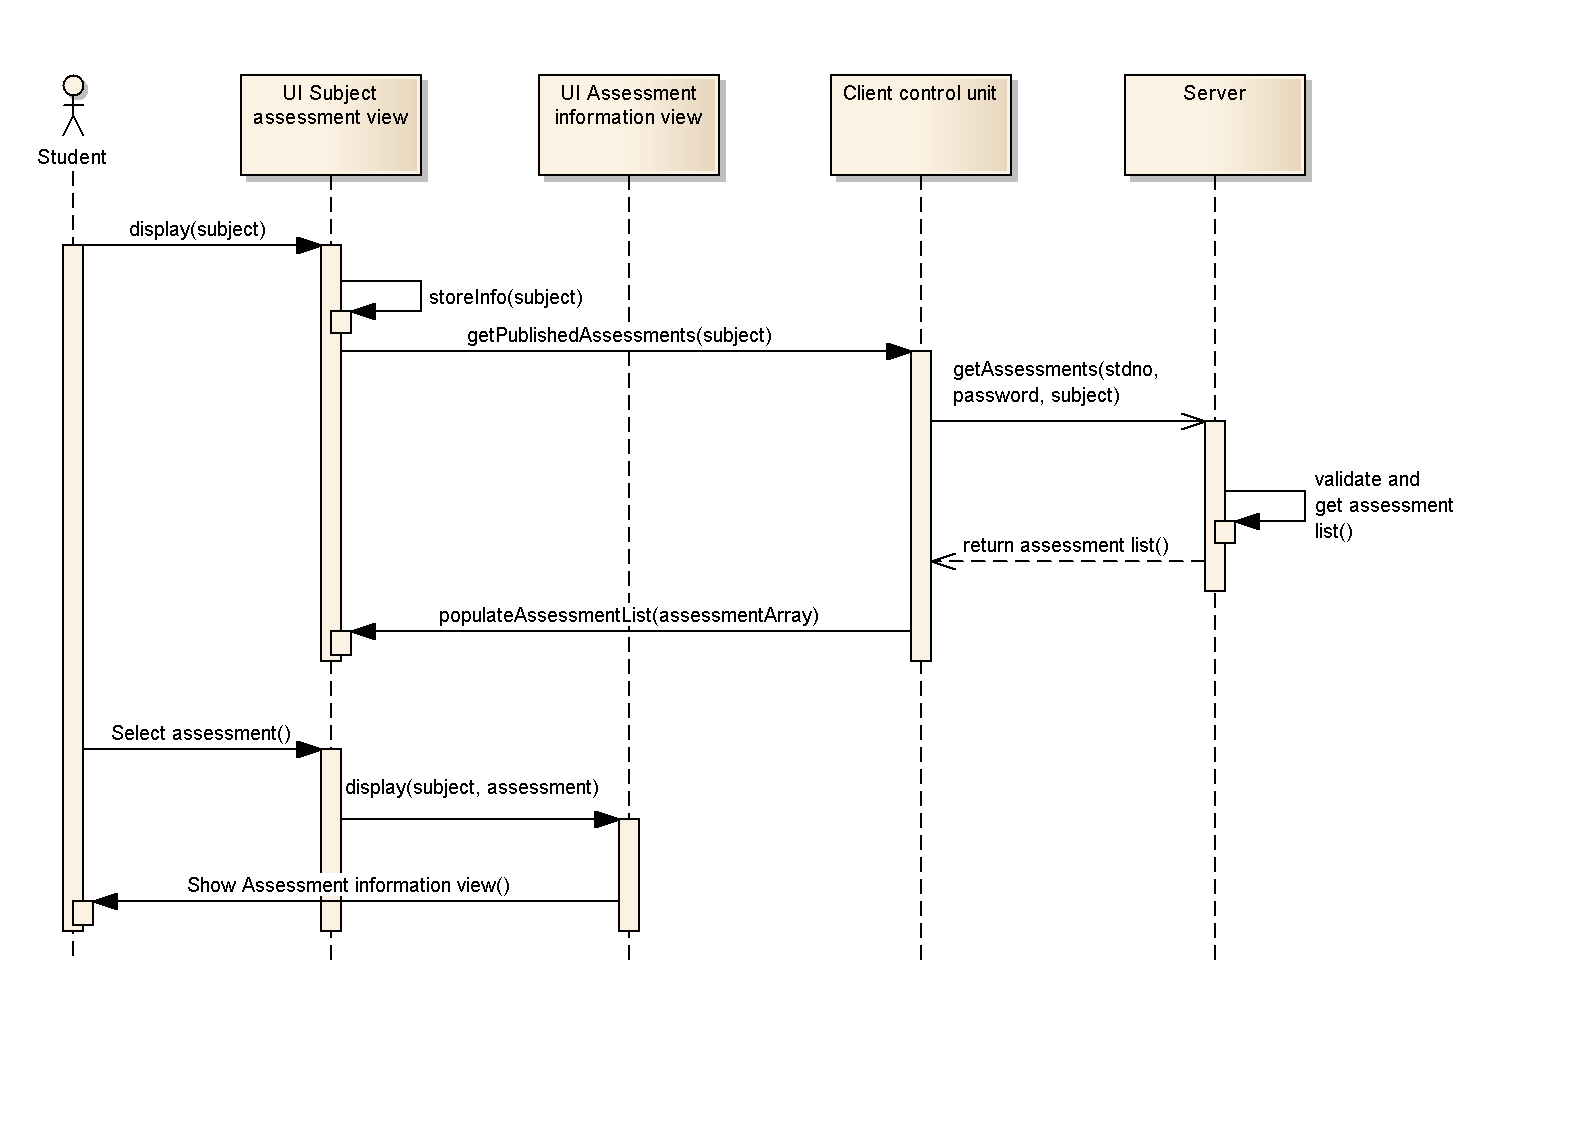 Student
UI Subject
assessment view
UI Assessment
information view
Client control unit
Server
display(subject)
storeInfo(subject)
getPublishedAssessments(subject)
getAssessments(stdno,
password, subject)
validate and
get assessment
list()
return assessment list()
populateAssessmentList(assessmentArray)
Select assessment()
display(subject, assessment)
Show Assessment information view()